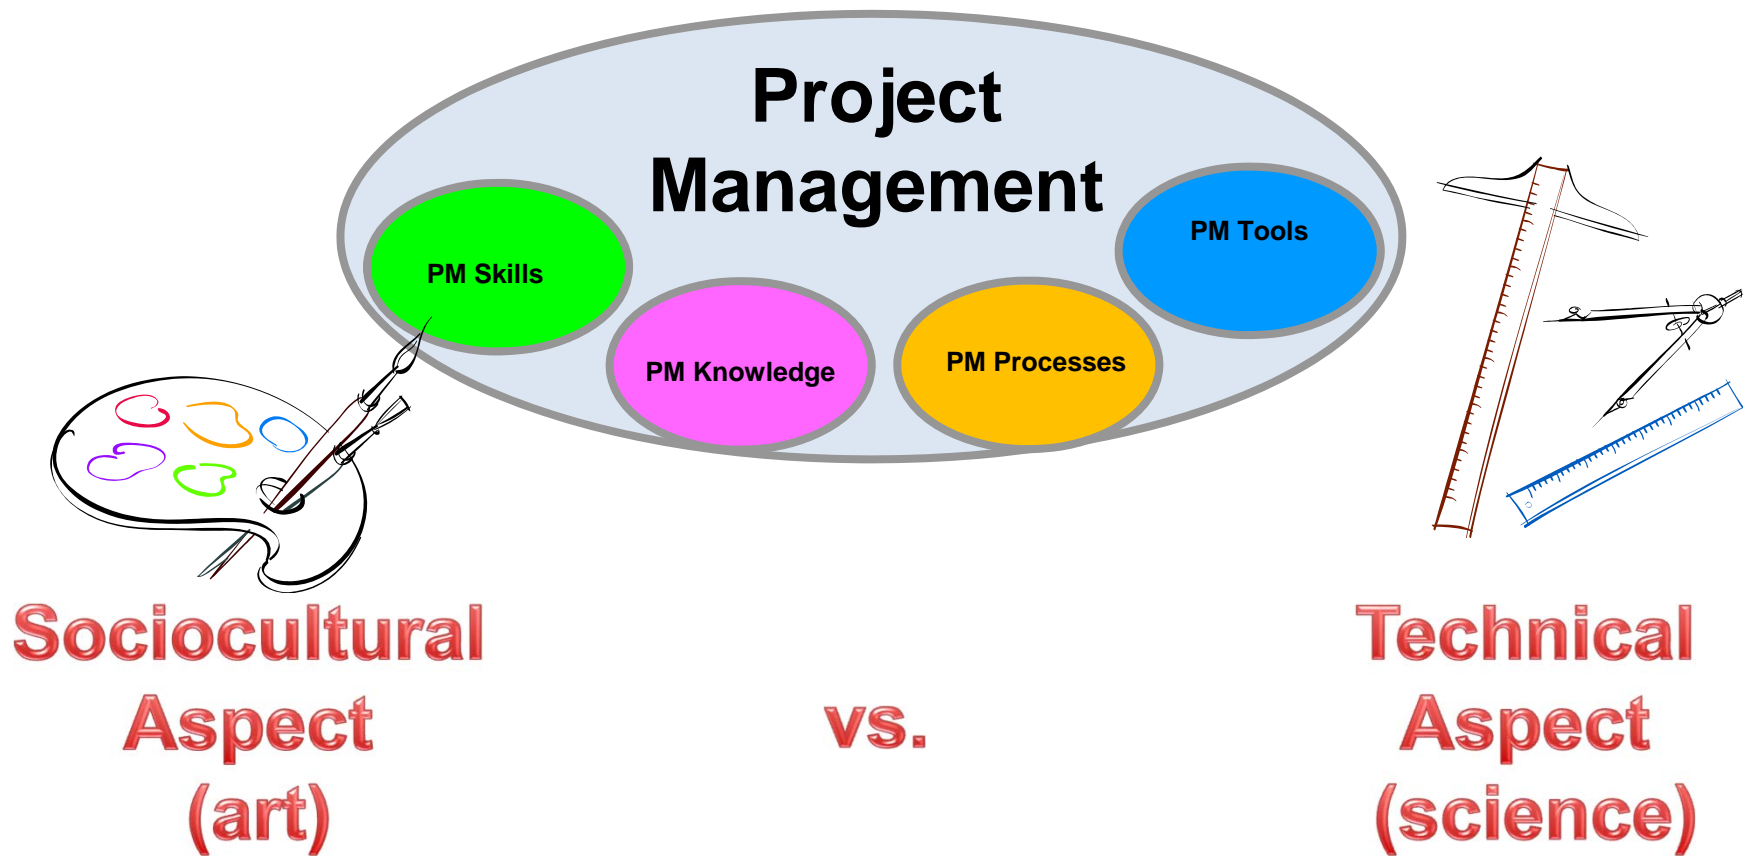 Project
Management
PM Skills
PM Knowledge
PM Processes
PM Tools
Sociocultural
Aspect
(art)
vs.
Technical
Aspect
(science)